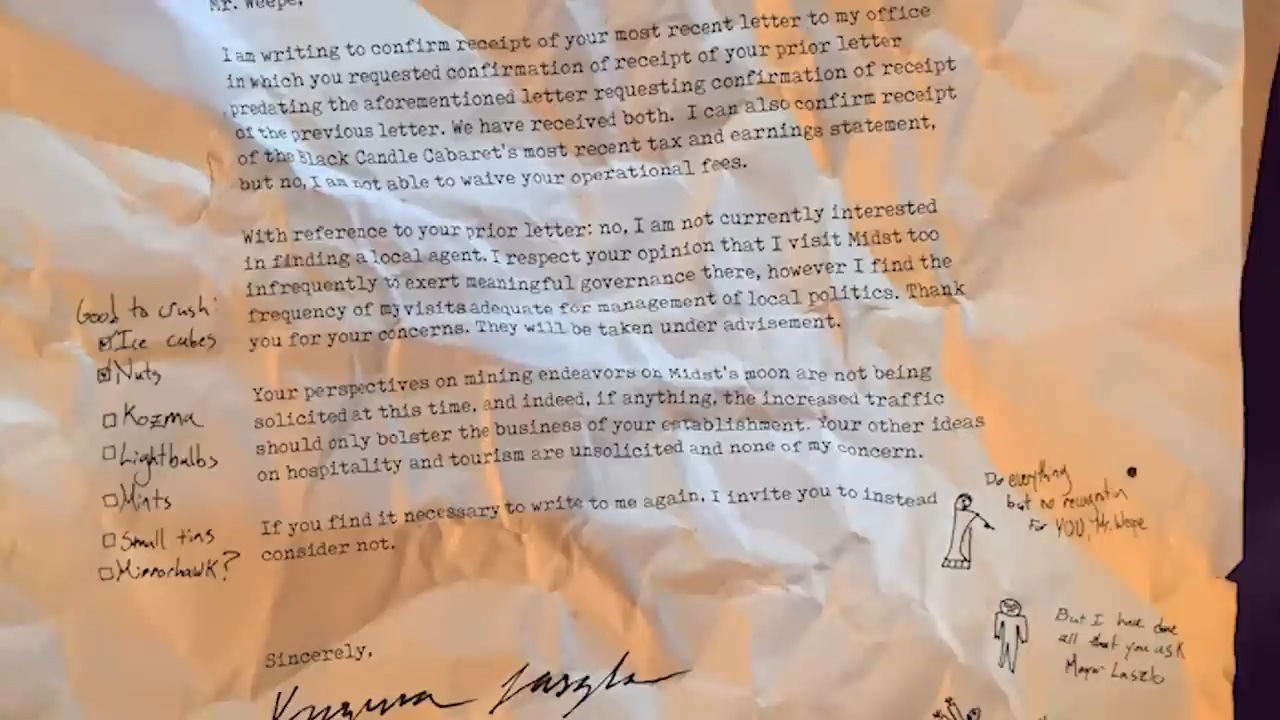 Mr. Weepe,
I am writing to confirm receipt of your most recent letter to my office
in which you requested confirmation of receipt of your prior letter
predating the aforementioned letter requesting confirmation of receipt
of the previous letter. We have received both. I can also confirm receipt
of the Black Candle Cabaret's most recent tax and earnings statement,
but no, I am not able to waive your operational fees.
With reference to your prior letter: no, I am not currently interested
in finding a local agent. I respect your opinion that I visit Midst too
infrequently to exert meaningful governance there, however I find the
frequency of my visits adequate for management of local politics. Thank
you for your concerns. They will be taken under advisement.
Your perspectives on mining endeavors on Midst's moon are not being
solicited at this time, and indeed, if anything, the increased traffic
should only bolster the business of your establishment. Your other ideas
on hospitality and tourism are unsolicited and none of my concern.
If you find it necessary to write to me again, I invite you to instead
consider not.
Sincerely,
Kozma Laszlo
Good to crush:
Ice cubes
Nuts
Kozma
Lightbulbs
Mints
Small tins
Mirrorhawk?
Do everything
but no
for YOU, Mr. Weepe
But I have done
all that you ask
Mayor Laszlo